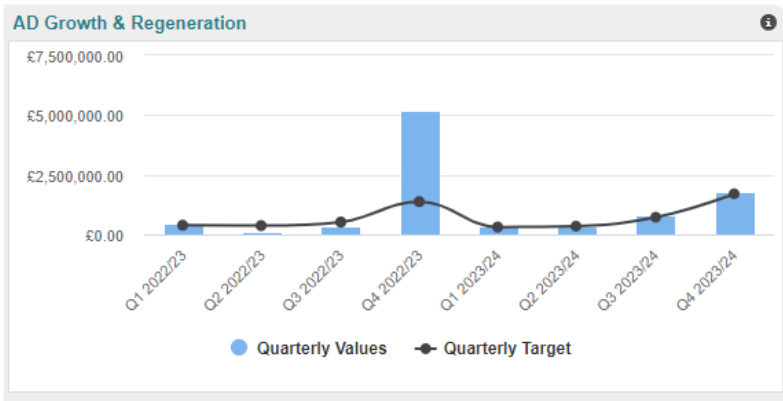 AD Growth & Regeneration
£7,500,000.00
£5,000,000.00
£2,500,000.00
£0.00
Q1 2022/23
Q2 2022/23
Q3 2022/23
Q4 2022/23
Q1 2023/24
Q2 2023/24
Q3 2023/24
Q4 2023/24
Quarterly Values
Quarterly Target